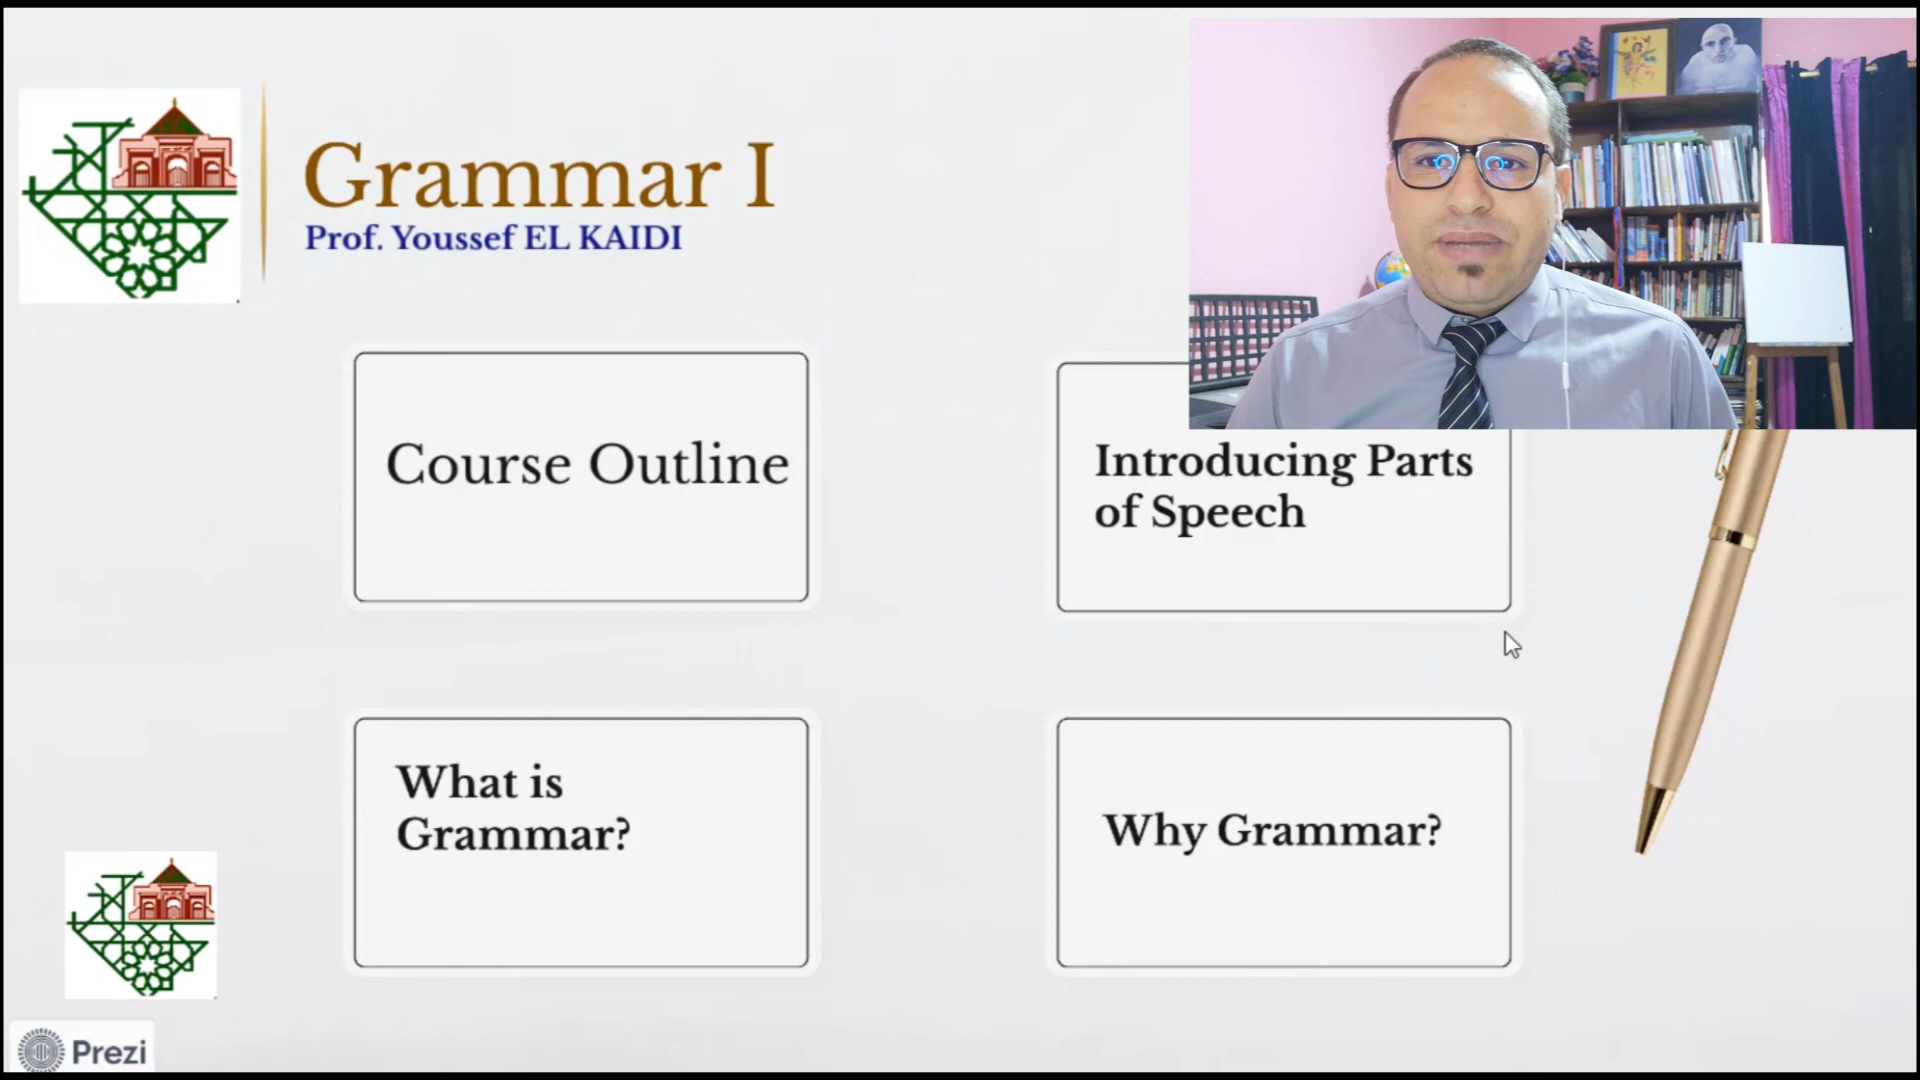 Grammar I
Prof. Youssef EL KAIDI
Course Outline
Introducing Parts
of Speech
What is
Grammar?
Why Grammar?
Prezi